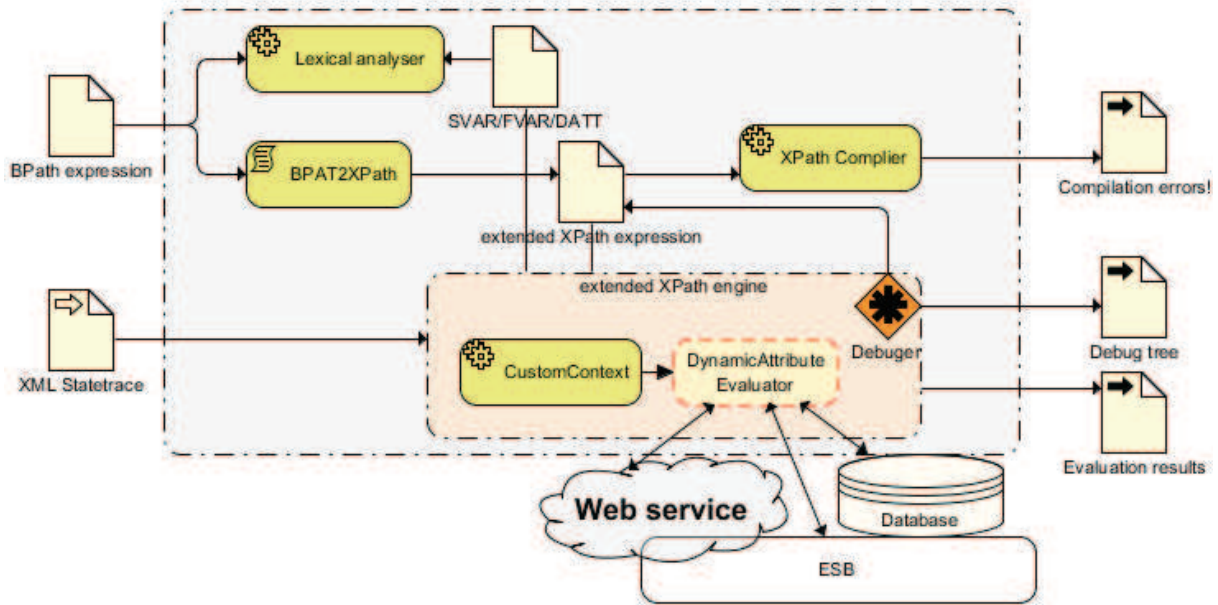 Lexical analyser
SVAR/FVAR/DATT
BPath expression
BPAT2XPath
XPath Complier
Compilation errors!
extended XPath expression
extended XPath engine
XML Statetrace
CustomContext
DynamicAttribute
Evaluator
Debuger
Debug tree
Evaluation results
Web service
Database
ESB